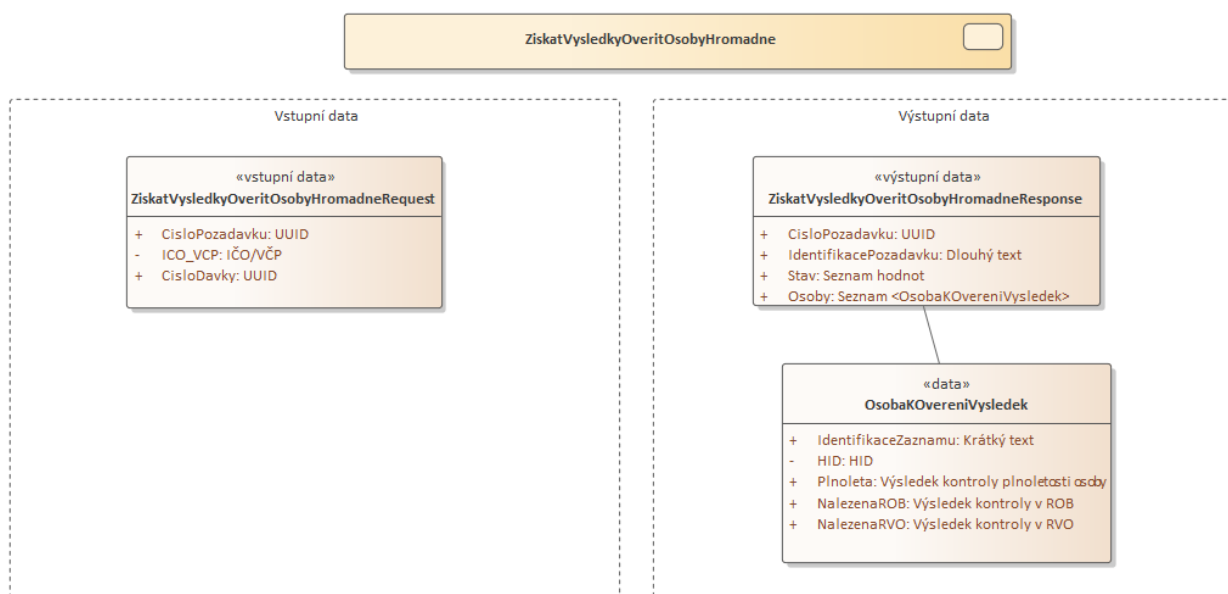 ZiskatVysledkyOveritOsobyHromadne
Vstupní data
«vstupní data»
ZiskatVysledkyOveritOsobyHromadneRequest
+ CisloPozadavku: UUID
- ICO_VCP: IČO/VČP
+ CisloDavky: UUID
Výstupní data
«výstupní data»
ZiskatVysledkyOveritOsobyHromadneResponse
+ CisloPozadavku: UUID
+ IdentifikacePozadavku: Dlouhý text
+ Stav: Seznam hodnot
+ Osoby: Seznam <OsobaKOvereniVysledek>
«data»
OsobaKOvereniVysledek
+ IdentifikaceZaznamu: Krátký text
- HID: HID
+ Plnoleta: Výsledek kontroly plnoletosti osoby
+ NalezenaROB: Výsledek kontroly v ROB
+ NalezenaRVO: Výsledek kontroly v RVO